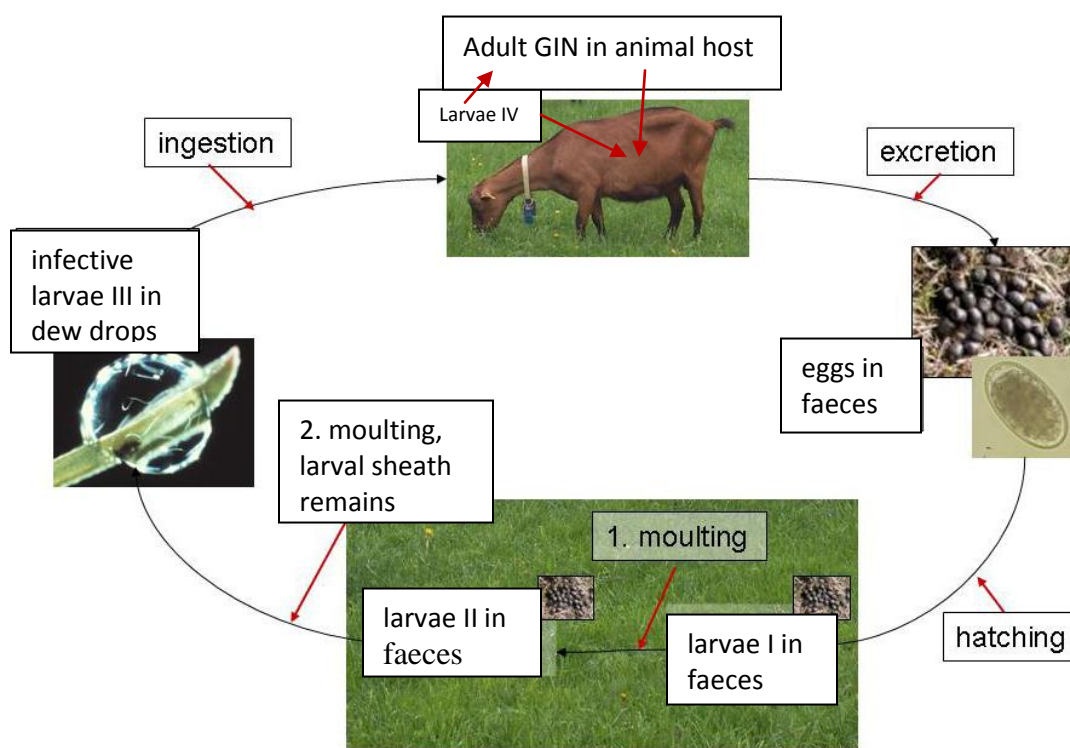 Adult GIN in animal host
Larvae IV
ingestion
excretion
infective
larvae III in
dew drops
eggs in
faeces
2. moulting,
larval sheath
remains
1. moulting
larvae II in
faeces
larvae I in
faeces
hatching